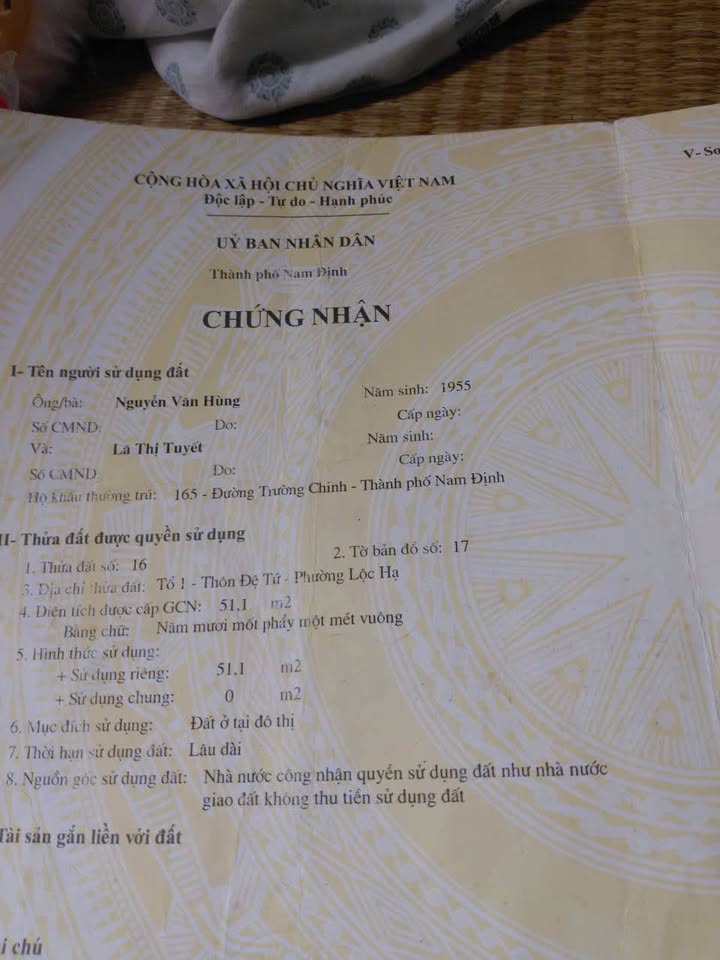 V- Sơ
CỘNG HÒA XÃ HỘI CHỦ NGHĨA VIỆT NAM
Độc lập - Tự do - Hạnh phúc
UỶ BAN NHÂN DÂN
Thành phố Nam Định
CHỨNG NHẬN
I- Tên người sử dụng đất
Ông/bà: Nguyễn Văn Hùng Năm sinh: 1955
Số CMND: Do: Cấp ngày:
Và: Lã Thị Tuyết Năm sinh:
Số CMND: Do: Cấp ngày:
Hộ khẩu thường trú: 165 - Đường Trường Chinh - Thành phố Nam Định
II- Thửa đất được quyền sử dụng
1. Thửa đất số: 16 2. Tờ bản đồ số: 17
3. Địa chỉ thửa đất: Tổ 1 - Thôn Đệ Tứ - Phường Lộc Hạ
4. Diện tích được cấp GCN: 51,1 m2
Bằng chữ: Năm mươi mốt phẩy một mét vuông
5. Hình thức sử dụng:
+ Sử dụng riêng: 51,1 m2
+ Sử dụng chung: 0 m2
6. Mục đích sử dụng: Đất ở tại đô thị
7. Thời hạn sử dụng đất: Lâu dài
8. Nguồn gốc sử dụng đất: Nhà nước công nhận quyền sử dụng đất như nhà nước
giao đất không thu tiền sử dụng đất
Tài sản gắn liền với đất
i chú